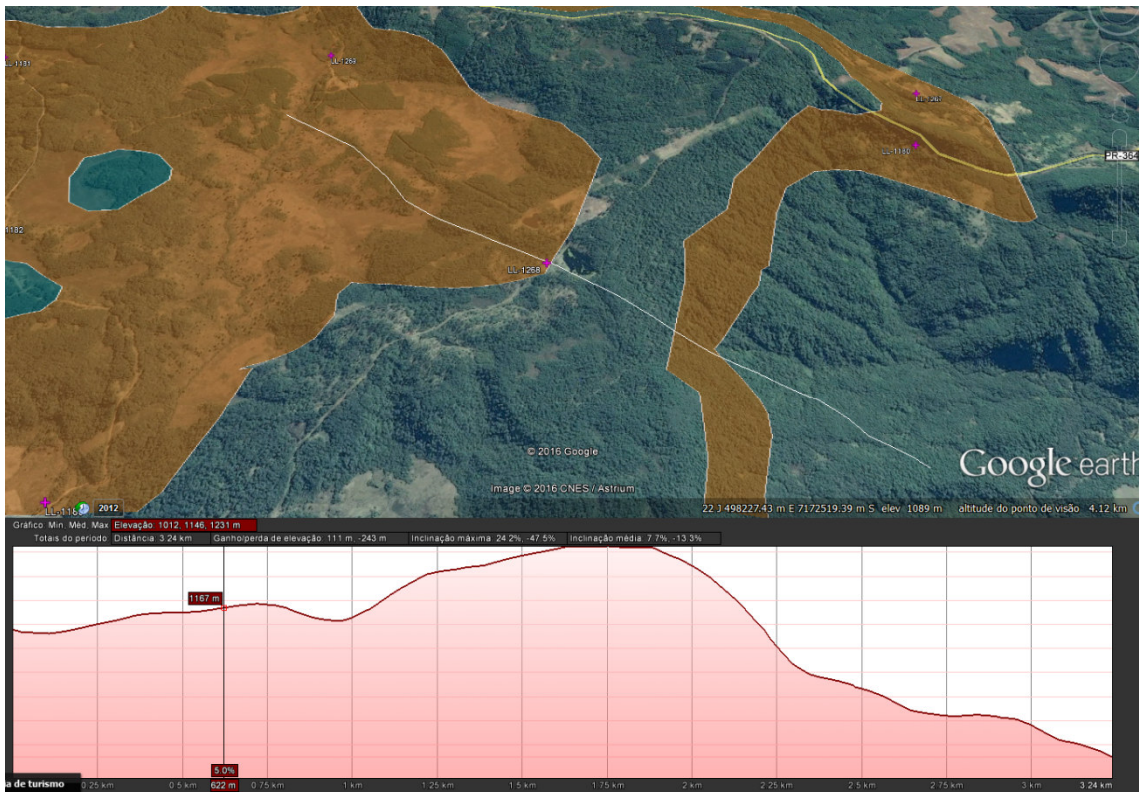 LL-1181
LL-1269
LL-1267
LL-1180
PR-364
1182
LL-1268
© 2016 Google
Google earth
Image © 2016 CNES / Astrium
2012
22 J 498227.43 m E 7172519.39 m S elev 1089 m altitude do ponto de visão 4.12 km
Gráfico: Min, Méd, Max Elevação: 1012, 1146, 1231 m
Totais do período: Distância: 3.24 km Ganho/perda de elevação: 111 m, -243 m Inclinação máxima: 24.2%, -47.5% Inclinação média: 7.7%, -13.3%
1167 m
5.0%
a de turismo 0.25 km 0.5 km 622 m 0.75 km 1 km 1.25 km 1.5 km 1.75 km 2 km 2.25 km 2.5 km 2.75 km 3 km 3.24 km